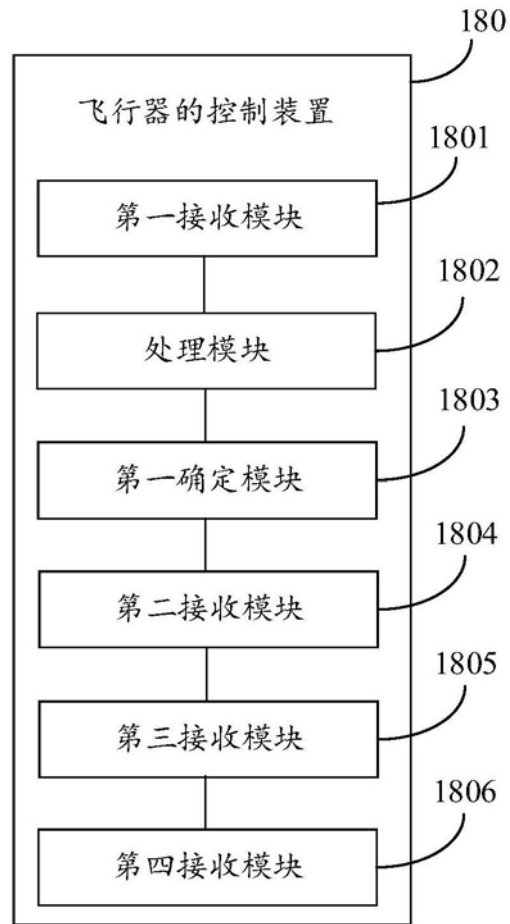 180
飞行器的控制装置
1801
第一接收模块
1802
处理模块
1803
第一确定模块
1804
第二接收模块
1805
第三接收模块
1806
第四接收模块